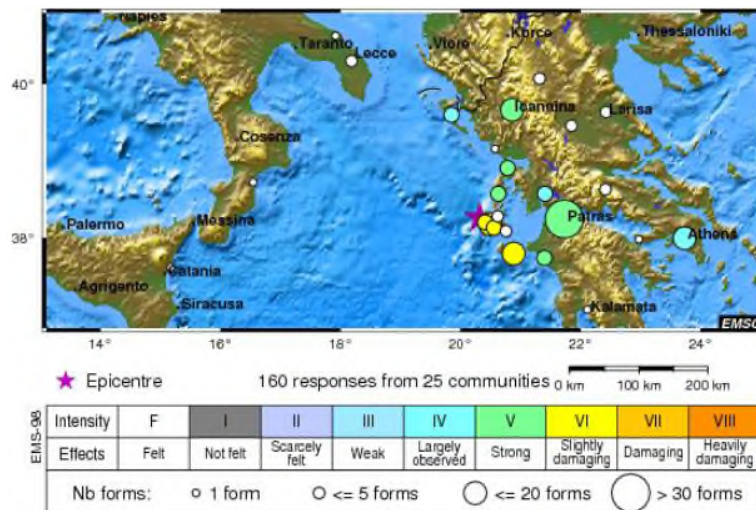 Naples
Korce
Thessaloniki
Taranto
Vlore
Lecce
40°
Ioannina
Larisa
Cosenza
Palermo
Messina
Patras
Athens
38°
Catania
Agrigento
Siracusa
Kalamata
EMSC
14° 16° 18° 20° 22° 24°
Epicentre 160 responses from 25 communities 0 km 100 km 200 km
EMS-98
Intensity F I II III IV V VI VII VIII
Effects Felt Not felt Scarcely felt Weak Largely observed Strong Slightly damaging Damaging Heavily damaging
Nb forms: 1 form <= 5 forms <= 20 forms > 30 forms